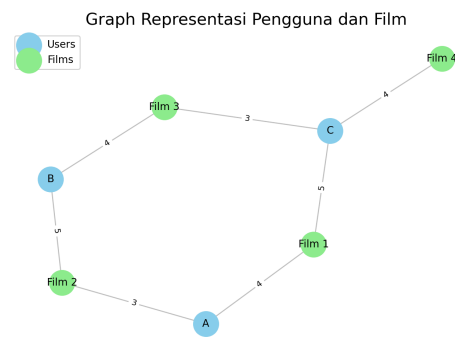 Graph Representasi Pengguna dan Film
Users
Films
Film 4
Film 3
3
4
C
4
B
5
5
Film 1
Film 2
4
3
A